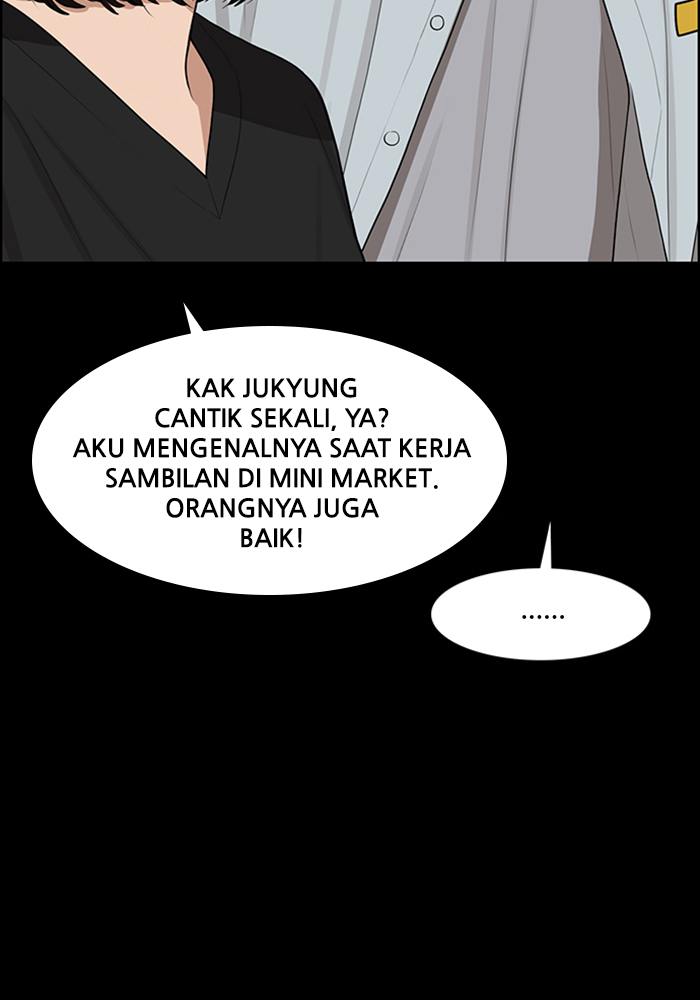 KAK JUKYUNG
CANTIK SEKALI, YA?
AKU MENGENALNYA SAAT KERJA
SAMBILAN DI MINI MARKET.
ORANGNYA JUGA
BAIK!
......